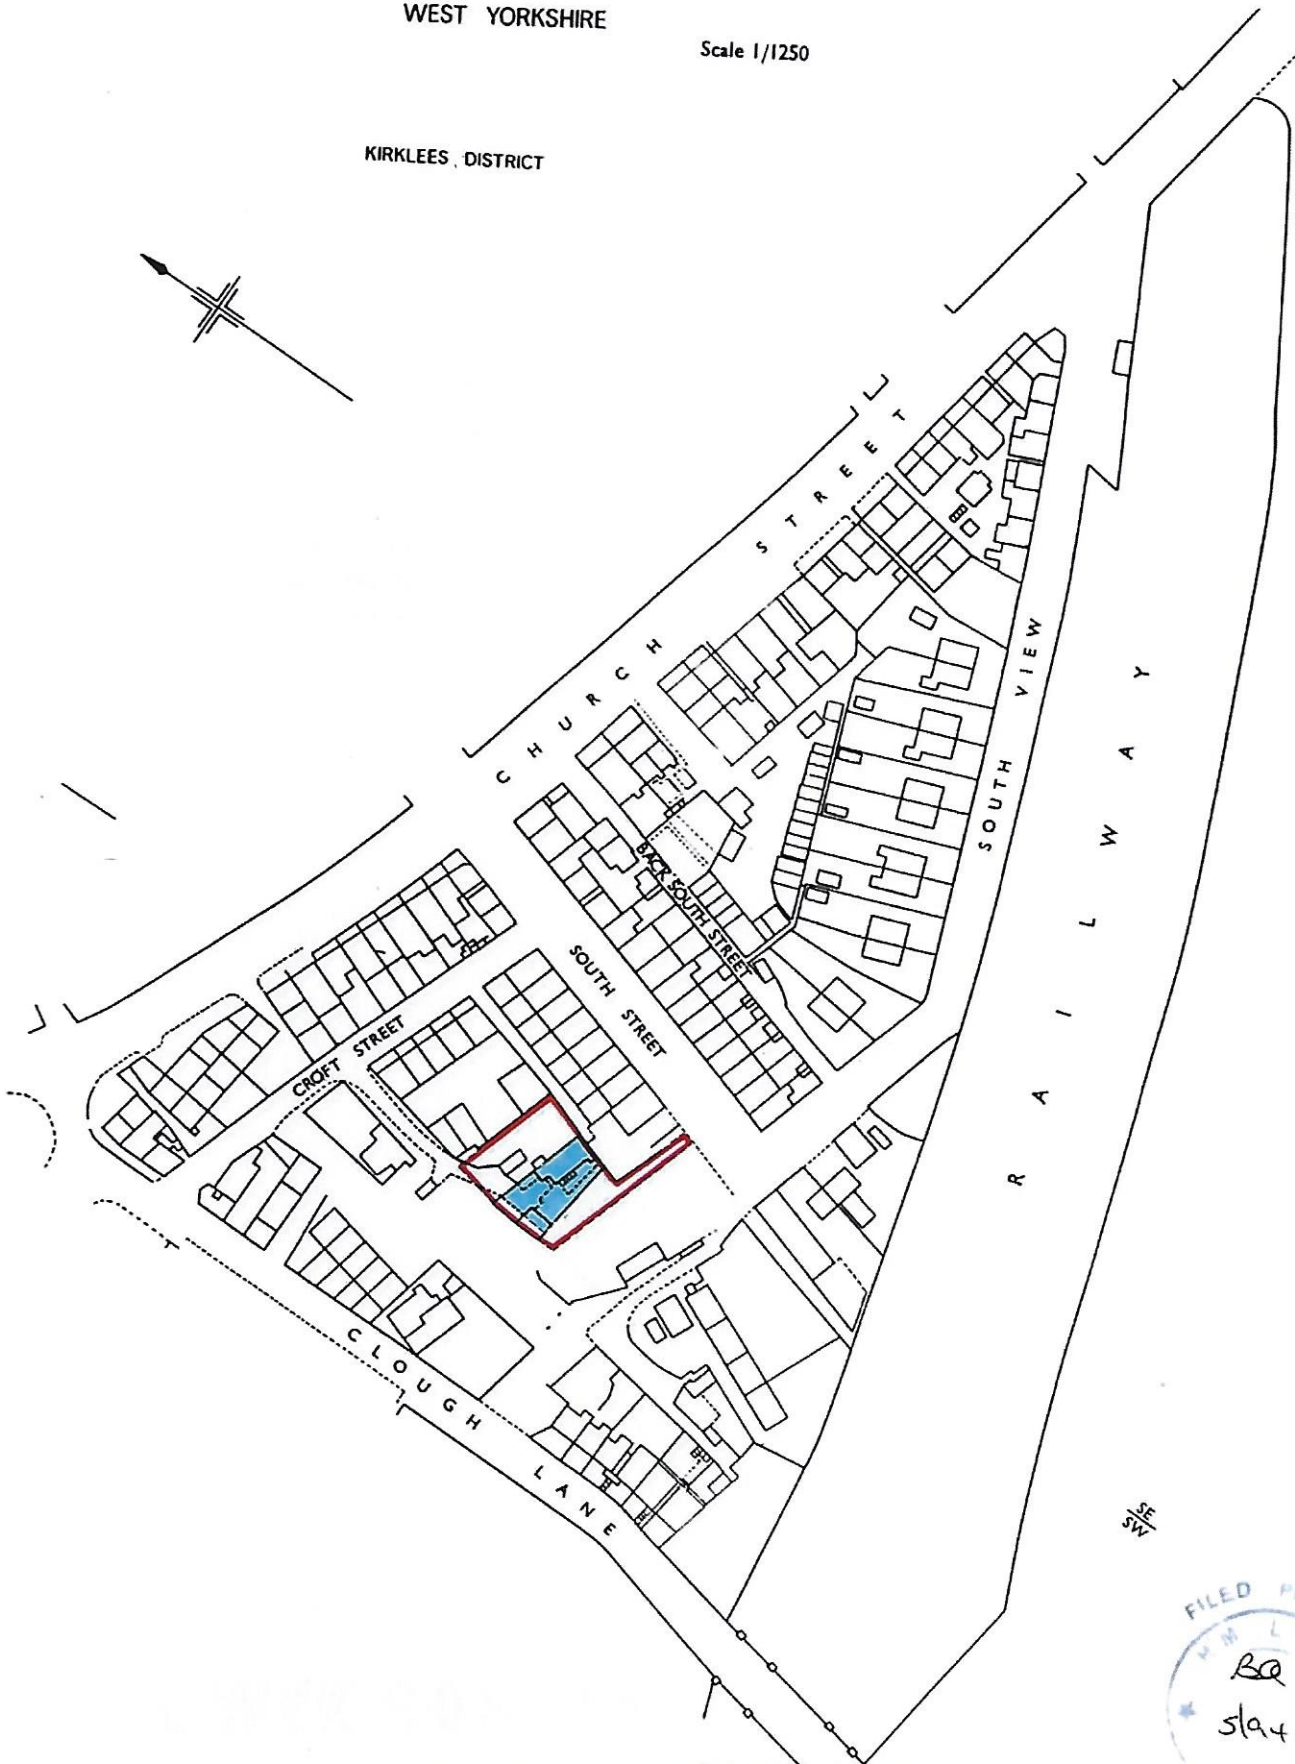 WEST YORKSHIRE
Scale 1/1250
KIRKLEES DISTRICT
CHURCH STREET
SOUTH VIEW
RAILWAY
BACK SOUTH STREET
SOUTH STREET
CROFT STREET
CLOUGH LANE
SE
SW
FILED
H M L